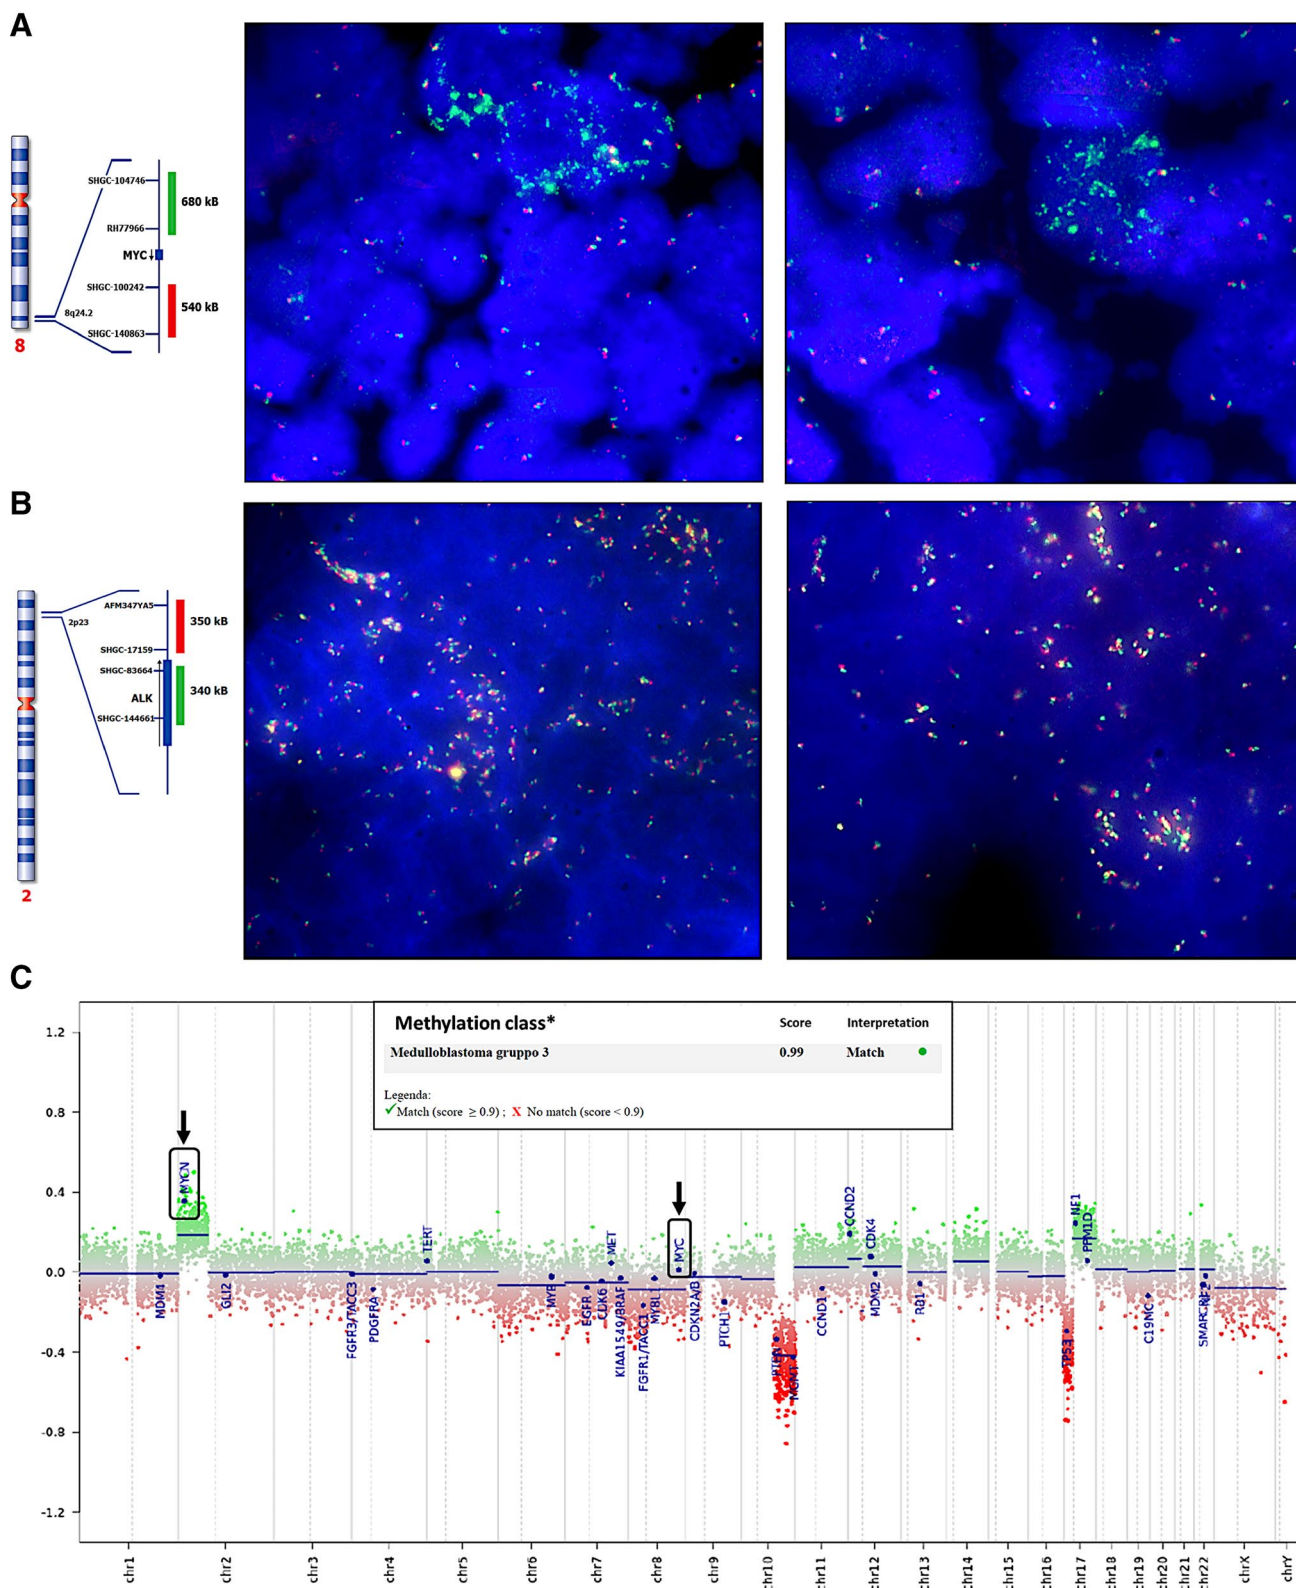 A
SHGC-104746
680 kB
RH77966
MYC
SHGC-100242
8q24.2
540 kB
SHGC-140863
8
B
AFM347YA5
2p23
350 kB
SHGC-17159
SHGC-83664
ALK
340 kB
SHGC-144661
2
C
Methylation class* Score Interpretation
Medulloblastoma gruppo 3 0.99 Match
Legenda:
Match (score ≥ 0.9) ; X No match (score < 0.9)
1.2
0.8
0.4
0.0
-0.4
-0.8
-1.2
MDM4
MYCN
GLI2
FGFR3/TACC3
PDGFRA
TERT
MYB
EGFR
CDK6
MET
KIAA1549/BRAF
FGFR1/TACC1
MYBL1
MYC
CDKN2A/B
PTCH1
PTEN
MGMT
CCND1
CCND2
CDK4
MDM2
RB1
TP53
NF1
PPM1D
C19MC
SMARCB1
NF2
chr1
chr2
chr3
chr4
chr5
chr6
chr7
chr8
chr9
chr10
chr11
chr12
chr13
chr14
chr15
chr16
chr17
chr18
chr19
chr20
chr21
chr22
chrX
chrY